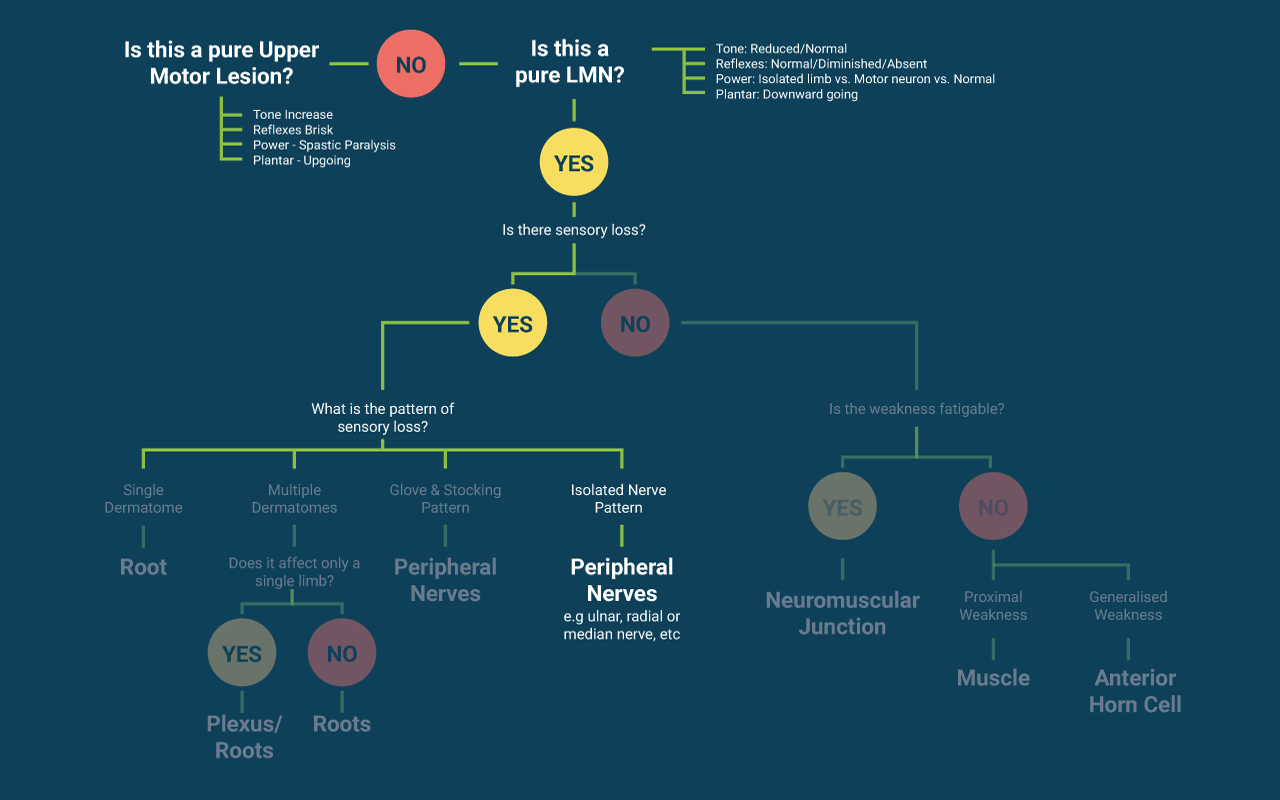 Is this a pure Upper
Motor Lesion?
NO
Is this a
pure LMN?
Tone: Reduced/Normal
Reflexes: Normal/Diminished/Absent
Power: Isolated limb vs. Motor neuron vs. Normal
Plantar: Downward going
Tone Increase
Reflexes Brisk
Power - Spastic Paralysis
Plantar - Upgoing
YES
Is there sensory loss?
YES
NO
What is the pattern of
sensory loss?
Is the weakness fatigable?
Single
Dermatome
Multiple
Dermatomes
Glove & Stocking
Pattern
Isolated Nerve
Pattern
YES
NO
Root
Does it affect only a
single limb?
Peripheral
Nerves
Peripheral
Nerves
e.g ulnar, radial or
median nerve, etc
Neuromuscular
Junction
Proximal
Weakness
Generalised
Weakness
YES
NO
Muscle
Anterior
Horn Cell
Plexus/
Roots
Roots